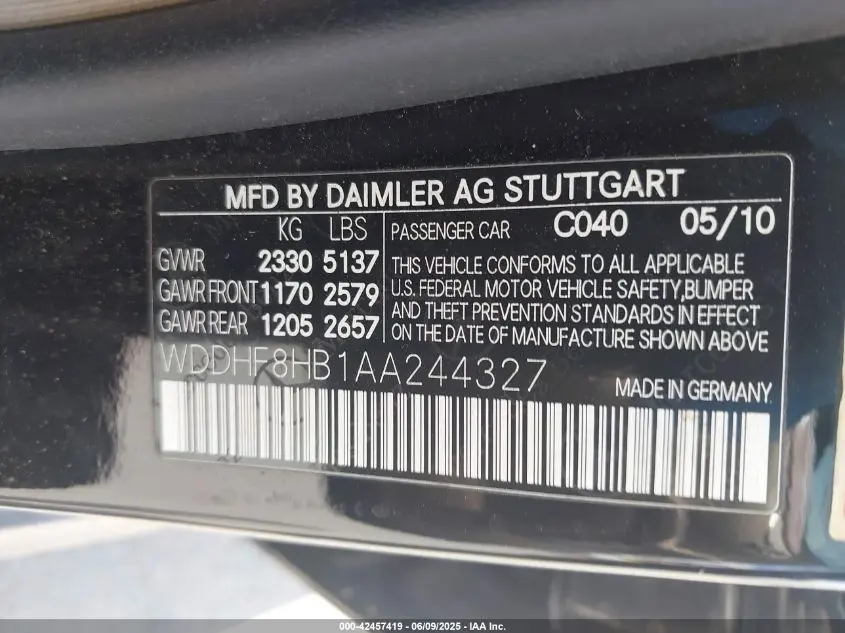 MFD BY DAIMLER AG STUTTGART
KG LBS
GVWR 2330 5137
GAWR FRONT 1170 2579
GAWR REAR 1205 2657
PASSENGER CAR C040 05/10
THIS VEHICLE CONFORMS TO ALL APPLICABLE
U.S. FEDERAL MOTOR VEHICLE SAFETY,BUMPER
AND THEFT PREVENTION STANDARDS IN EFFECT
ON THE DATE OF MANUFACTURE SHOWN ABOVE
WDDHF8HB1AA244327
MADE IN GERMANY
000-42457419 - 06/09/2025 - IAA Inc.